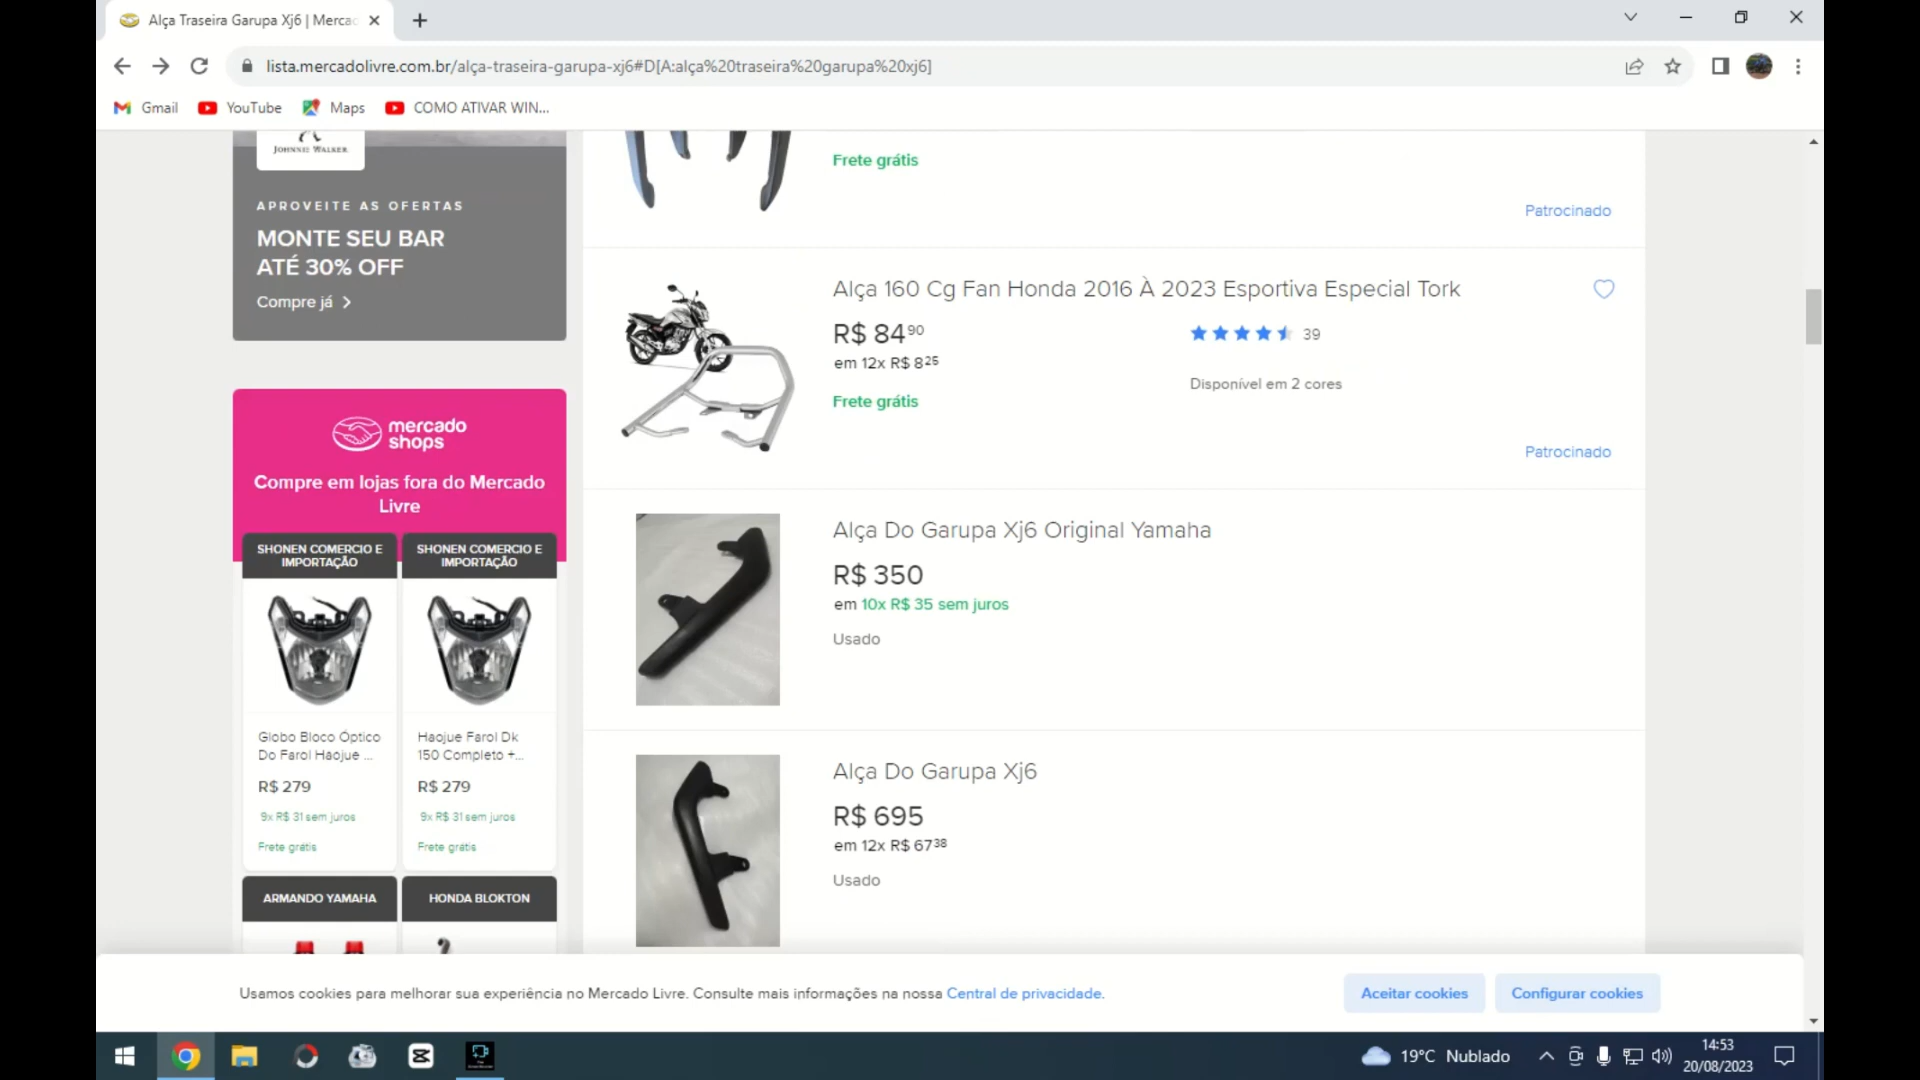 Alça Traseira Garupa Xj6 | Merca
lista.mercadolivre.com.br/alça-traseira-garupa-xj6#D[A:alça%20traseira%20garupa%20xj6]
Gmail
YouTube
Maps
COMO ATIVAR WIN...
JOHNNIE WALKER
APROVEITE AS OFERTAS
MONTE SEU BAR
ATÉ 30% OFF
Compre já
mercado
shops
Compre em lojas fora do Mercado
Livre
SHONEN COMERCIO E
IMPORTAÇÃO
Globo Bloco Óptico
Do Farol Haojue ...
R$ 279
9x R$ 31 sem juros
Frete grátis
SHONEN COMERCIO E
IMPORTAÇÃO
Haojue Farol Dk
150 Completo +...
R$ 279
9x R$ 31 sem juros
Frete grátis
ARMANDO YAMAHA
HONDA BLOKTON
Frete grátis
Patrocinado
Alça 160 Cg Fan Honda 2016 À 2023 Esportiva Especial Tork
R$ 84 90
em 12x R$ 8 25
Frete grátis
39
Disponível em 2 cores
Patrocinado
Alça Do Garupa Xj6 Original Yamaha
R$ 350
em 10x R$ 35 sem juros
Usado
Alça Do Garupa Xj6
R$ 695
em 12x R$ 67 38
Usado
Usamos cookies para melhorar sua experiência no Mercado Livre. Consulte mais informações na nossa Central de privacidade.
Aceitar cookies
Configurar cookies
19°C Nublado
14:53
20/08/2023